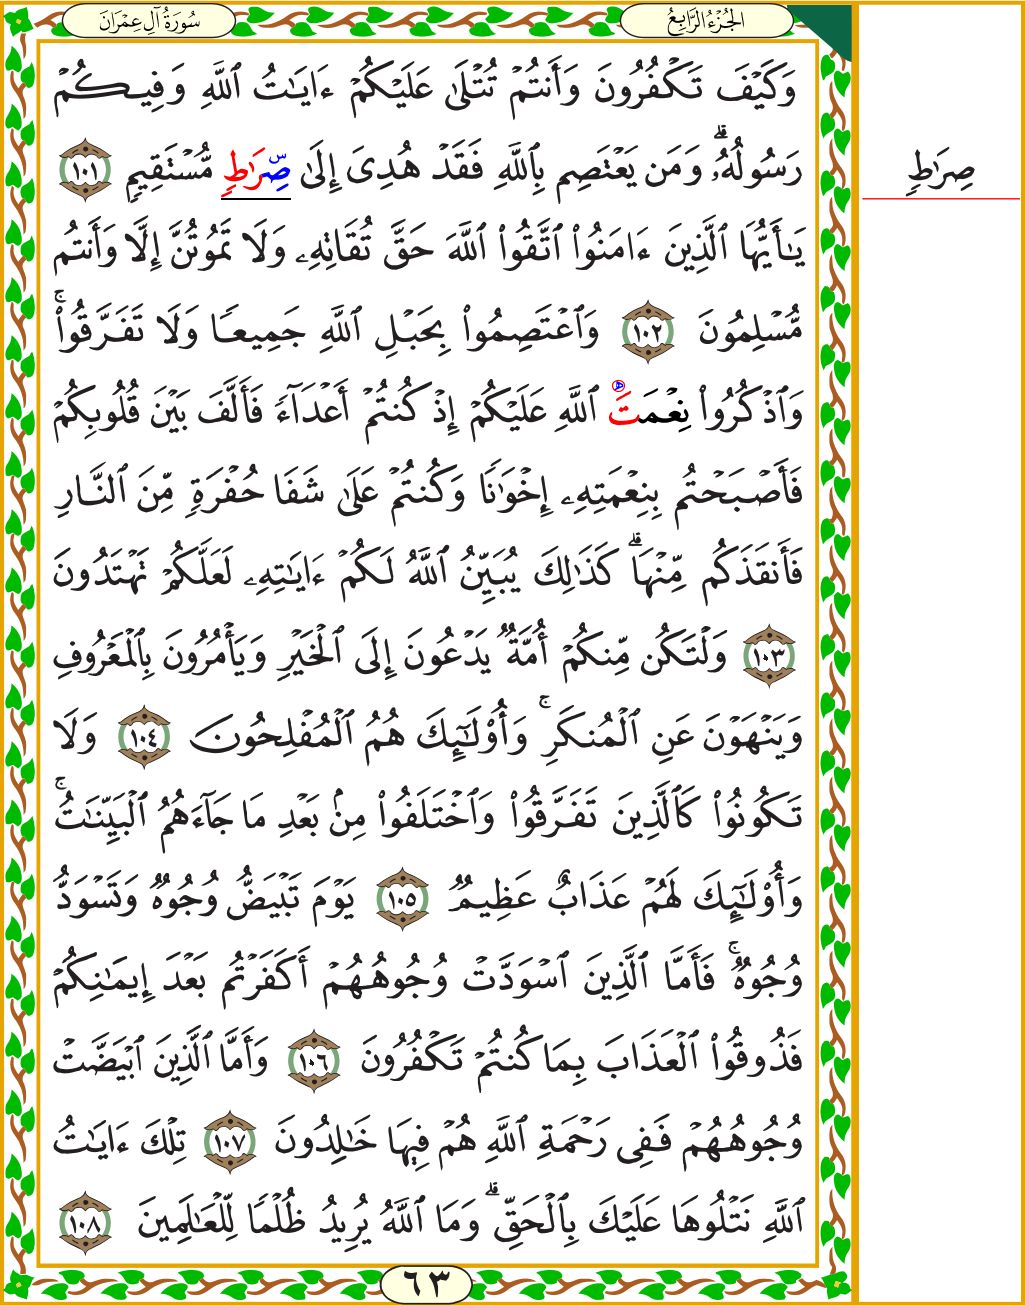 الجُزْءُ الرَّابِعُ
سُورَةُ آلِ عِمْرَانَ
وَكَيْفَ تَكْفُرُونَ وَأَنتُمْ تُتْلَىٰ عَلَيْكُمْ ءَايَٰتُ ٱللَّهِ وَفِيكُمْ
رَسُولُهُۥۗ وَمَن يَعْتَصِم بِٱللَّهِ فَقَدْ هُدِىَ إِلَىٰ صِّرَٰطٍ مُّسْتَقِيمٍ ١٠١
صِرَٰطٍ
يَٰٓأَيُّهَا ٱلَّذِينَ ءَامَنُوا۟ ٱتَّقُوا۟ ٱللَّهَ حَقَّ تُقَاتِهِۦ وَلَا تَمُوتُنَّ إِلَّا وَأَنتُم
مُّسْلِمُونَ ١٠٢ وَٱعْتَصِمُوا۟ بِحَبْلِ ٱللَّهِ جَمِيعًا وَلَا تَفَرَّقُوا۟ۚ
وَٱذْكُرُوا۟ نِعْمَتَ ٱللَّهِ عَلَيْكُمْ إِذْ كُنتُمْ أَعْدَآءً فَأَلَّفَ بَيْنَ قُلُوبِكُمْ
فَأَصْبَحْتُم بِنِعْمَتِهِۦٓ إِخْوَٰنًا وَكُنتُمْ عَلَىٰ شَفَا حُفْرَةٍ مِّنَ ٱلنَّارِ
فَأَنقَذَكُم مِّنْهَاۗ كَذَٰلِكَ يُبَيِّنُ ٱللَّهُ لَكُمْ ءَايَٰتِهِۦ لَعَلَّكُمْ تَهْتَدُونَ
١٠٣ وَلْتَكُن مِّنكُمْ أُمَّةٌ يَدْعُونَ إِلَى ٱلْخَيْرِ وَيَأْمُرُونَ بِٱلْمَعْرُوفِ
وَيَنْهَوْنَ عَنِ ٱلْمُنكَرِۚ وَأُو۟لَٰٓئِكَ هُمُ ٱلْمُفْلِحُونَ ١٠٤ وَلَا
تَكُونُوا۟ كَٱلَّذِينَ تَفَرَّقُوا۟ وَٱخْتَلَفُوا۟ مِنۢ بَعْدِ مَا جَآءَهُمُ ٱلْبَيِّنَٰتُۚ
وَأُو۟لَٰٓئِكَ لَهُمْ عَذَابٌ عَظِيمٌ ١٠٥ يَوْمَ تَبْيَضُّ وُجُوهٌ وَتَسْوَدُّ
وُجُوهٌۚ فَأَمَّا ٱلَّذِينَ ٱسْوَدَّتْ وُجُوهُهُمْ أَكَفَرْتُم بَعْدَ إِيمَٰنِكُمْ
فَذُوقُوا۟ ٱلْعَذَابَ بِمَا كُنتُمْ تَكْفُرُونَ ١٠٦ وَأَمَّا ٱلَّذِينَ ٱبْيَضَّتْ
وُجُوهُهُمْ فَفِى رَحْمَةِ ٱللَّهِ هُمْ فِيهَا خَٰلِدُونَ ١٠٧ تِلْكَ ءَايَٰتُ
ٱللَّهِ نَتْلُوهَا عَلَيْكَ بِٱلْحَقِّۗ وَمَا ٱللَّهُ يُرِيدُ ظُلْمًا لِّلْعَٰلَمِينَ ١٠٨
٦٣